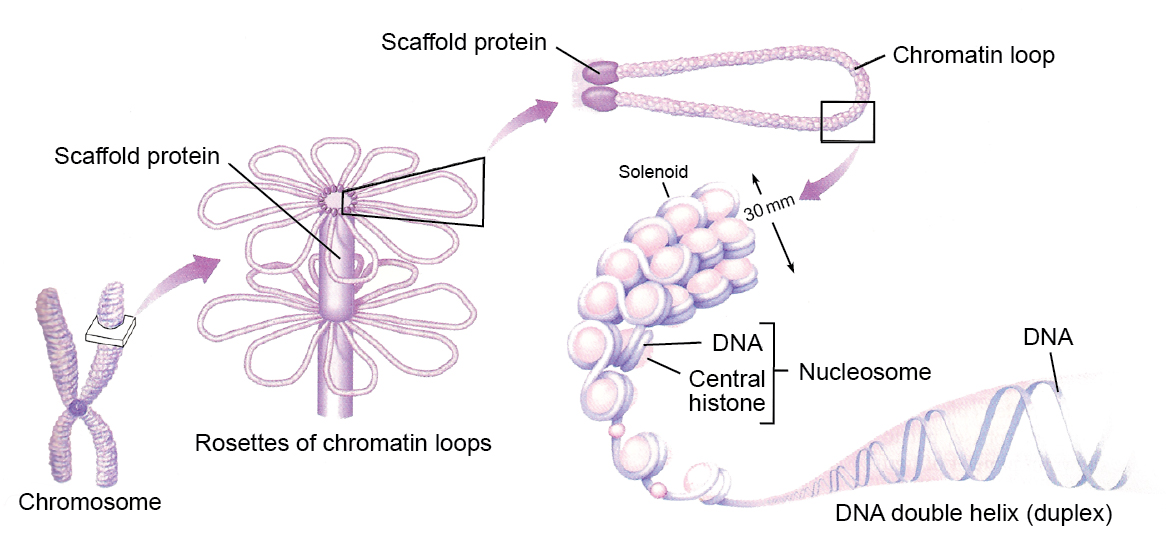 Scaffold protein
Chromatin loop
Scaffold protein
Solenoid
30 mm
DNA
Central
histone
Nucleosome
DNA
Rosettes of chromatin loops
Chromosome
DNA double helix (duplex)